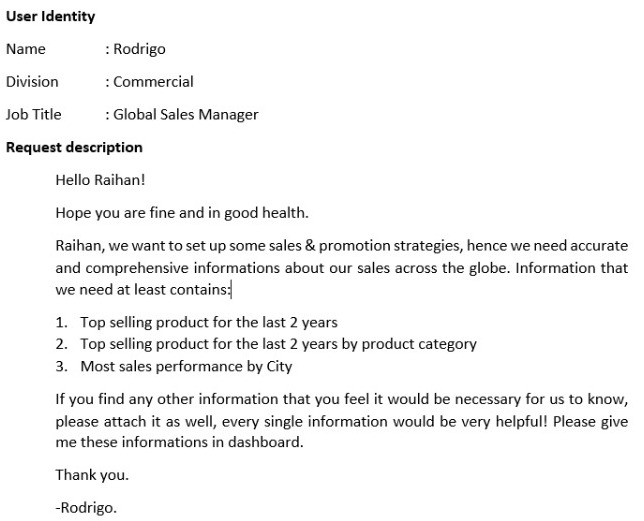 User Identity
Name : Rodrigo
Division : Commercial
Job Title : Global Sales Manager
Request description
Hello Raihan!
Hope you are fine and in good health.
Raihan, we want to set up some sales & promotion strategies, hence we need accurate
and comprehensive informations about our sales across the globe. Information that
we need at least contains:
1. Top selling product for the last 2 years
2. Top selling product for the last 2 years by product category
3. Most sales performance by City
If you find any other information that you feel it would be necessary for us to know,
please attach it as well, every single information would be very helpful! Please give
me these informations in dashboard.
Thank you.
-Rodrigo.